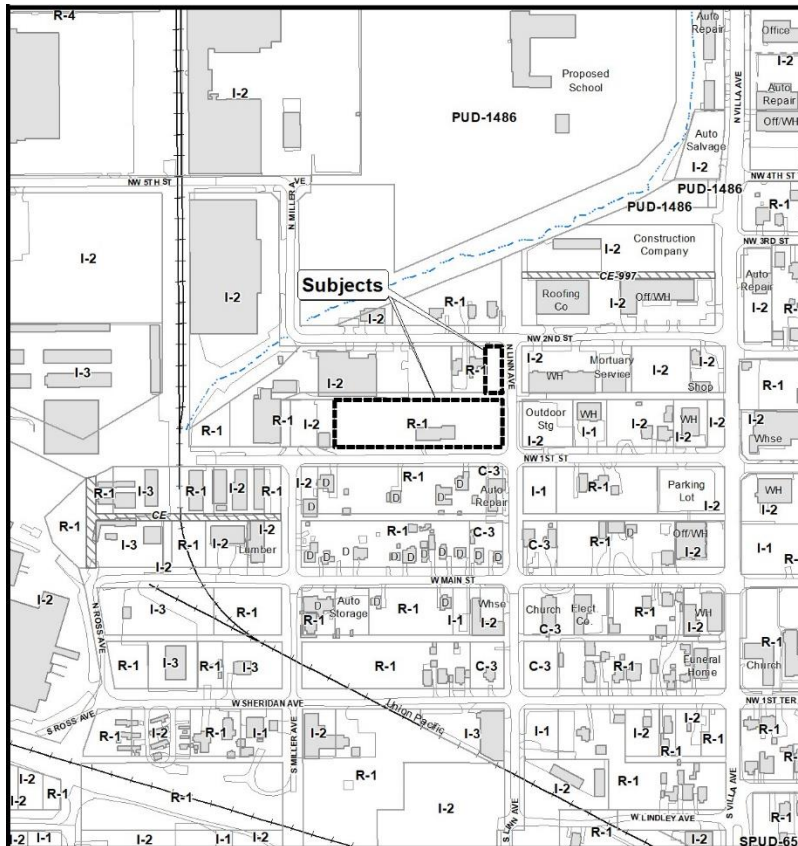 R-4
I-2
Proposed
School
PUD-1486
Auto
Repair
N VILLA AVE
Office
I-2
Auto
Repair
Off/WH
Auto
Salvage
I-2
NW 4TH ST
NW 5TH ST
N MILLER AVE
PUD-1486
PUD-1486
R-1
NW 3RD ST
I-2
I-2
I-2
Construction
Company
CE-997
Roofing
Co
I-2
Off/WH
Auto
Repair
I-2
R-1
Subjects
I-2
R-1
NW 2ND ST
I-3
I-2
R-1
N LINN AVE
I-2
WH
Mortuary
Service
I-2
I-2
Shop
R-1
R-1
R-1
I-2
R-1
Outdoor
Stg
I-2
WH
I-1
I-2
WH
I-2
I-2
I-2
Whse
NW 1ST ST
R-1
R-1
I-3
R-1
I-2
R-1
I-2
D
R-1
D
D
C-3
Auto
Repair
I-1
R-1
Parking
Lot
I-2
WH
I-2
CE
I-3
R-1
I-2
I-2
Lumber
R-1
C-3
C-3
R-1
Off/WH
I-2
I-1
R-
D
D
D
D
D
D
D
D
D
I-2
W MAIN ST
I-2
N ROSS AVE
I-3
R-1
D
R-1
D
Auto
Storage
R-1
D
I-1
Whse
I-2
Church
C-3
Elect.
Co.
R-1
I-2
WH
I-2
R-1
Church
R-1
I-3
R-1
I-3
R-1
C-3
C-3
R-1
I-2
Funeral
Home
W SHERIDAN AVE
Union Pacific
NW 1ST TER
S ROSS AVE
R-1
I-2
R-1
I-1
I-2
S MILLER AVE
I-2
I-3
I-1
I-2
R-1
I-2
R-1
R-1
R-1
I-2
I-2
R-1
S LINN AVE
I-2
R-1
S VILLA AVE
W LINDLEY AVE
I-2
I-2
R-1
I-2
I-1
I-2
I-1
I-2
R-1
I-2
SPUD-65